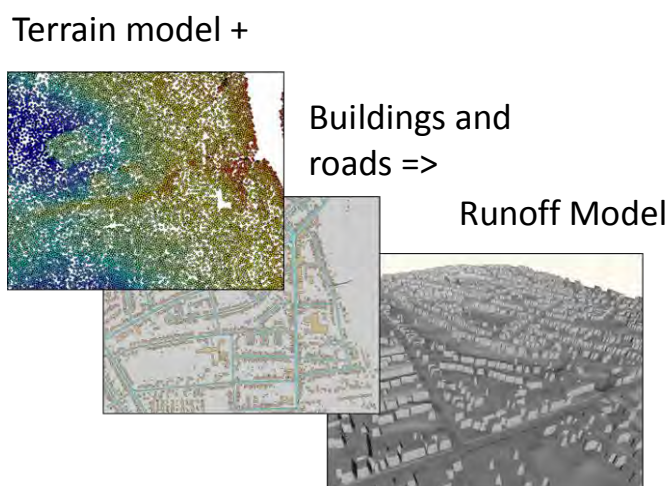 Terrain model +
Buildings and
roads =>
Runoff Model